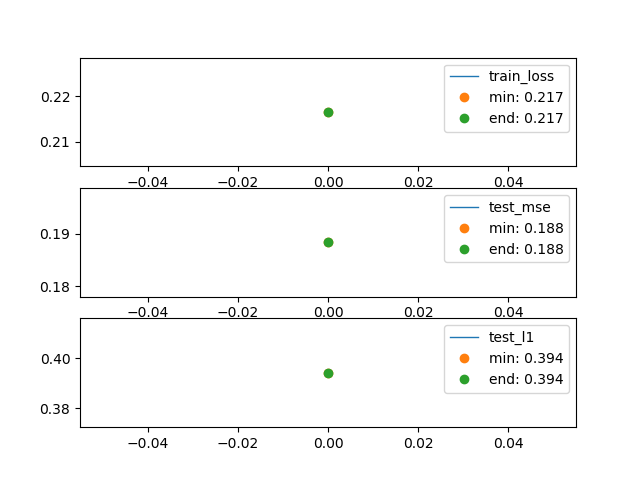 train_loss
min: 0.217
end: 0.217
0.22
0.21
−0.04 −0.02 0.00 0.02 0.04
test_mse
min: 0.188
end: 0.188
0.19
0.18
−0.04 −0.02 0.00 0.02 0.04
test_l1
min: 0.394
end: 0.394
0.40
0.38
−0.04 −0.02 0.00 0.02 0.04